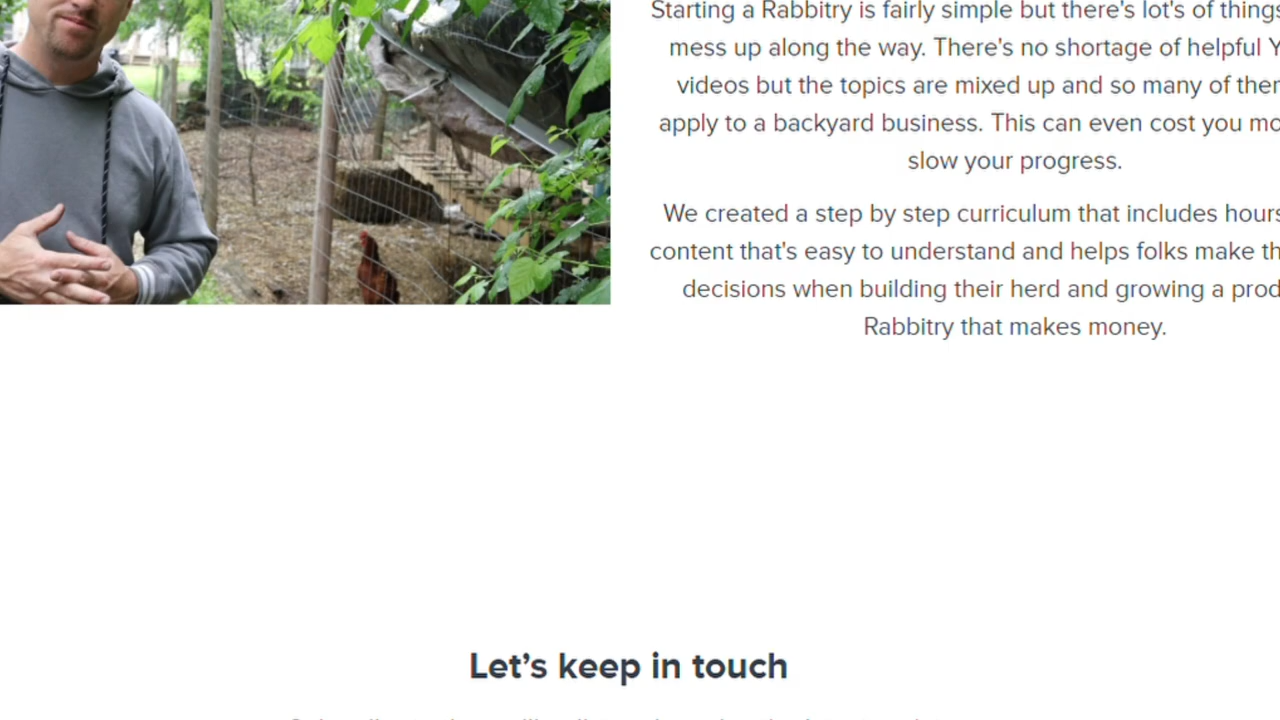 Starting a Rabbitry is fairly simple but there's lot's of things
mess up along the way. There's no shortage of helpful Y
videos but the topics are mixed up and so many of them
apply to a backyard business. This can even cost you mo
slow your progress.
We created a step by step curriculum that includes hours
content that's easy to understand and helps folks make th
decisions when building their herd and growing a prod
Rabbitry that makes money.
Let's keep in touch